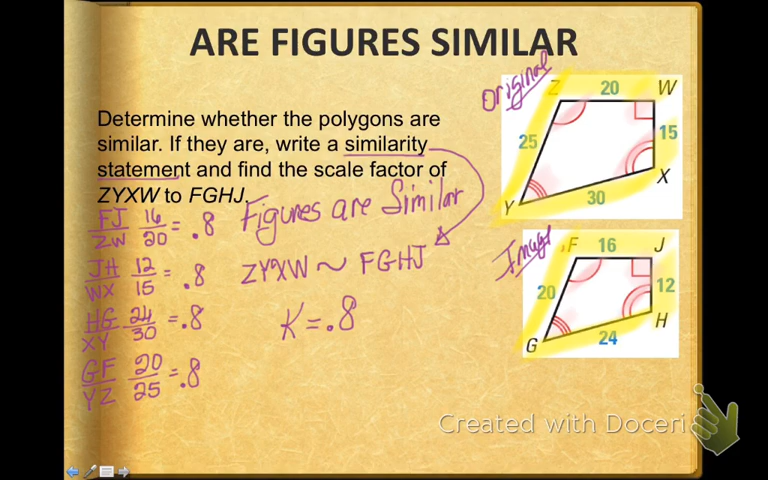 ARE FIGURES SIMILAR
Determine whether the polygons are
similar. If they are, write a similarity
statement and find the scale factor of
ZYXW to FGHJ.
FJ/ZW 16/20 = .8
JH/WX 12/15 = .8
HG/XY 24/30 = .8
GF/YZ 20/25 = .8
Figures are Similar
ZYXW ~ FGHJ
K = .8
Original
Z 20 W
25 15
X
Y 30
Image
F 16 J
20 12
H
G 24
Created with Doceri